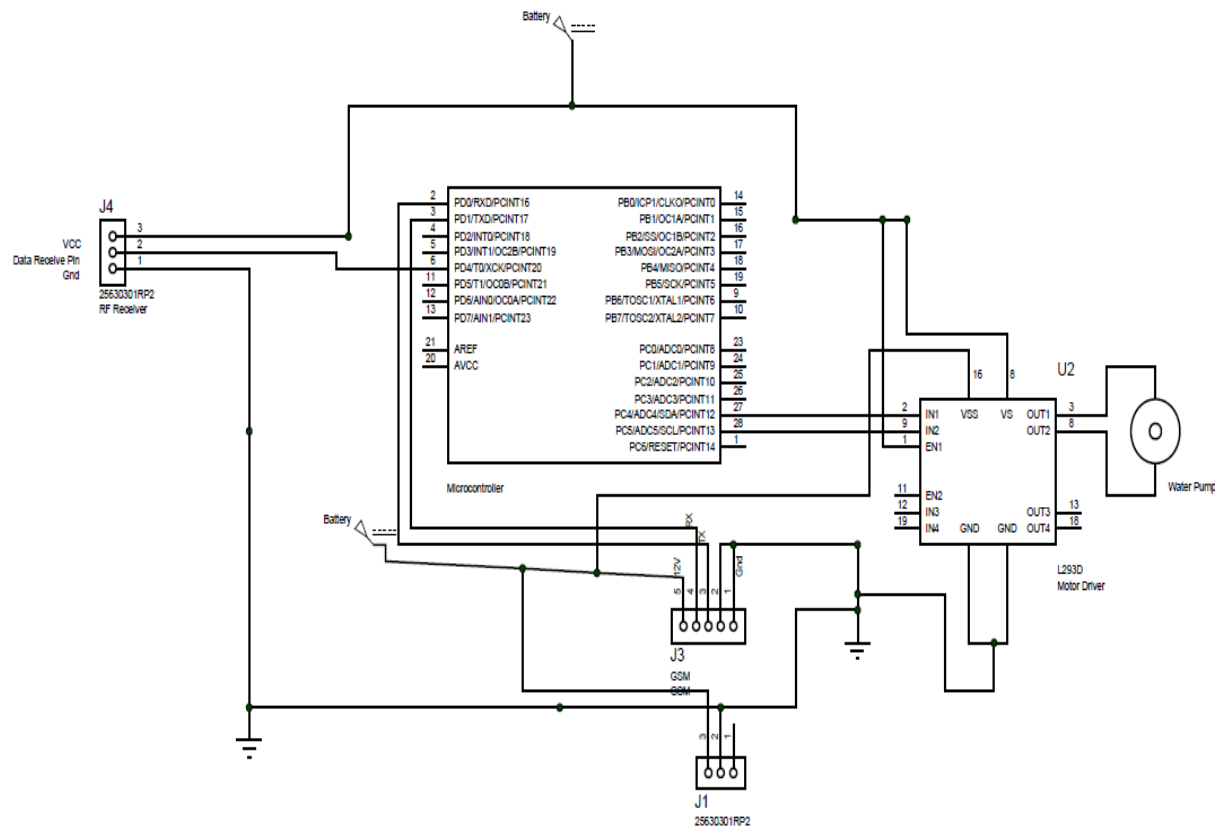 Battery
J4
3
VCC
2
Data Receive Pin
1
Gnd
25630301RP2
RF Receiver
2 PD0/RXD/PCINT16 PB0/ICP1/CLKO/PCINT0 14
3 PD1/TXD/PCINT17 PB1/OC1A/PCINT1 15
4 PD2/INT0/PCINT18 PB2/SS/OC1B/PCINT2 16
5 PD3/INT1/OC2B/PCINT19 PB3/MOSI/OC2A/PCINT3 17
6 PD4/T0/XCK/PCINT20 PB4/MISO/PCINT4 18
11 PD5/T1/OC0B/PCINT21 PB5/SCK/PCINT5 19
12 PD6/AIN0/OC0A/PCINT22 PB6/TOSC1/XTAL1/PCINT6 9
13 PD7/AIN1/PCINT23 PB7/TOSC2/XTAL2/PCINT7 10
21 AREF PC0/ADC0/PCINT8 23
20 AVCC PC1/ADC1/PCINT9 24
PC2/ADC2/PCINT10 25
PC3/ADC3/PCINT11 26
PC4/ADC4/SDA/PCINT12 27
PC5/ADC5/SCL/PCINT13 28
PC6/RESET/PCINT14 1
Microcontroller
U2
16 8
VSS VS
2 IN1 OUT1 3
9 IN2 OUT2 8
1 EN1
11 EN2
12 IN3 OUT3 13
19 IN4 OUT4 18
GND GND
L293D
Motor Driver
Water Pump
Battery
12V RX TX Gnd
5 4 3 2 1
J3
GSM
GSM
3 2 1
J1
25630301RP2